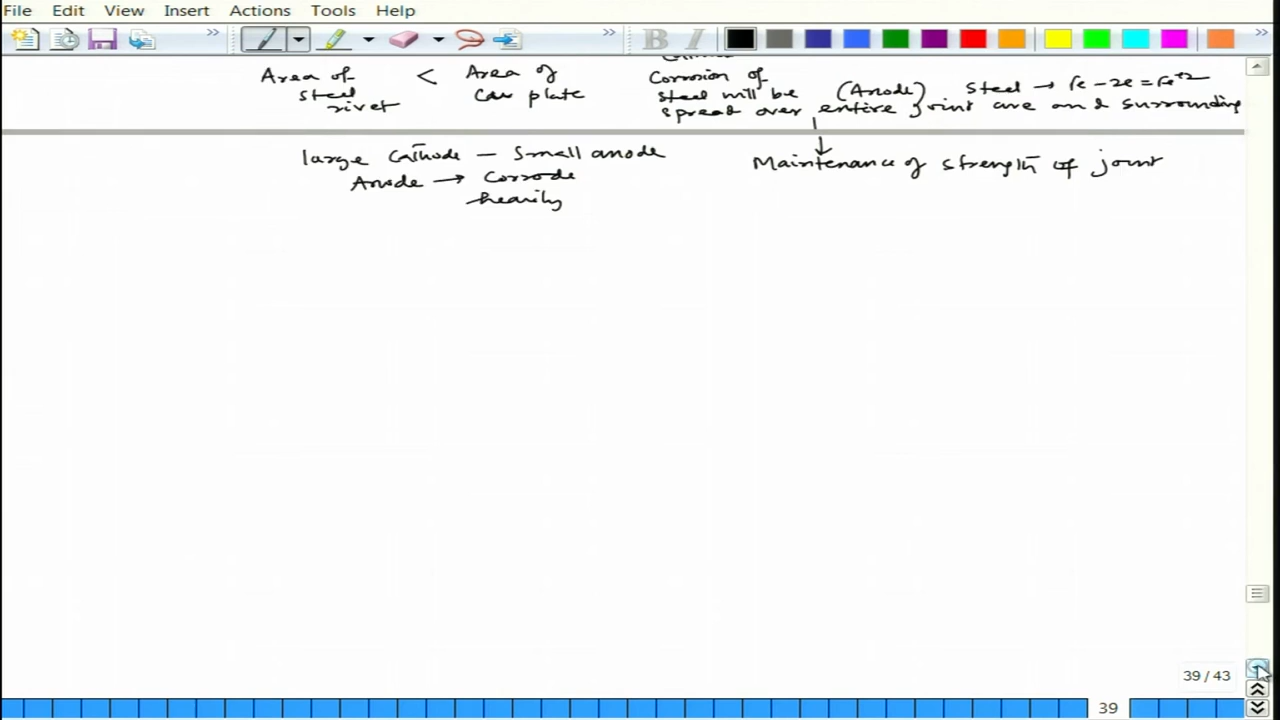 File Edit View Insert Actions Tools Help
B I
Area of < Area of
steel Cu plate
rivet
Corrosion of
steel will be (Anode) Steel → Fe - 2e = Fe+2
spread over entire joint are and surrounding
large Cathode - Small anode
Anode → Corrode
heavily
Maintenance of strength of joint
39 / 43
39